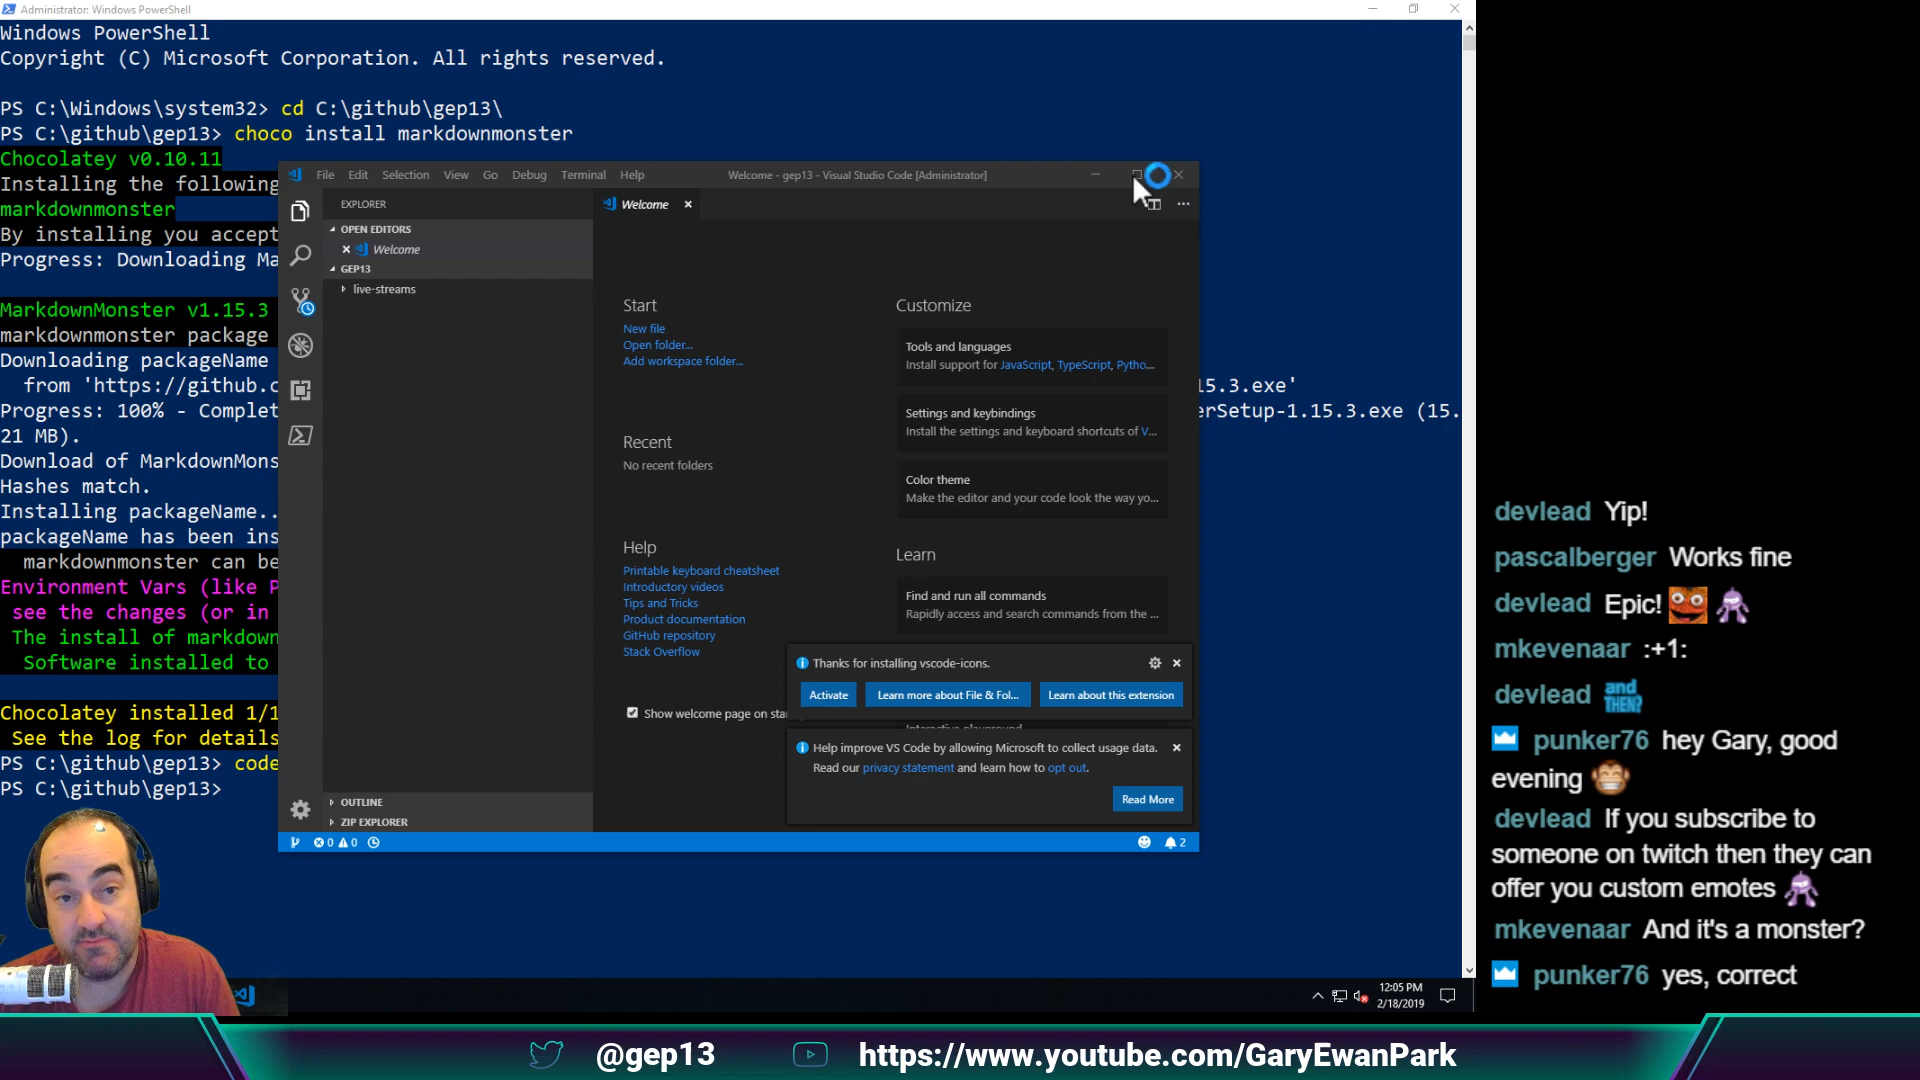 Administrator: Windows PowerShell
Windows PowerShell
Copyright (C) Microsoft Corporation. All rights reserved.
PS C:\Windows\system32> cd C:\github\gep13\
PS C:\github\gep13> choco install markdownmonster
Chocolatey v0.10.11
Installing the following
markdownmonster
By installing you accept
Progress: Downloading Ma
MarkdownMonster v1.15.3
markdownmonster package
Downloading packageName
from 'https://github.c
15.3.exe'
Progress: 100% - Complet
erSetup-1.15.3.exe (15.
21 MB).
Download of MarkdownMons
Hashes match.
Installing packageName..
packageName has been ins
markdownmonster can be
Environment Vars (like P
see the changes (or in
The install of markdown
Software installed to
Chocolatey installed 1/1
See the log for details
PS C:\github\gep13> code
PS C:\github\gep13>
File Edit Selection View Go Debug Terminal Help
Welcome - gep13 - Visual Studio Code [Administrator]
EXPLORER
OPEN EDITORS
Welcome
GEP13
live-streams
OUTLINE
ZIP EXPLORER
Welcome
Start
New file
Open folder...
Add workspace folder...
Recent
No recent folders
Help
Printable keyboard cheatsheet
Introductory videos
Tips and Tricks
Product documentation
GitHub repository
Stack Overflow
Show welcome page on star
Customize
Tools and languages
Install support for JavaScript, TypeScript, Pytho...
Settings and keybindings
Install the settings and keyboard shortcuts of V...
Color theme
Make the editor and your code look the way yo...
Learn
Find and run all commands
Rapidly access and search commands from the ...
Thanks for installing vscode-icons.
Activate
Learn more about File & Fol...
Learn about this extension
Interactive playground
Help improve VS Code by allowing Microsoft to collect usage data.
Read our privacy statement and learn how to opt out.
Read More
0 0
2
12:05 PM
2/18/2019
devlead Yip!
pascalberger Works fine
devlead Epic!
mkevenaar :+1:
devlead and THEN?
punker76 hey Gary, good
evening
devlead If you subscribe to
someone on twitch then they can
offer you custom emotes
mkevenaar And it's a monster?
punker76 yes, correct
@gep13
https://www.youtube.com/GaryEwanPark